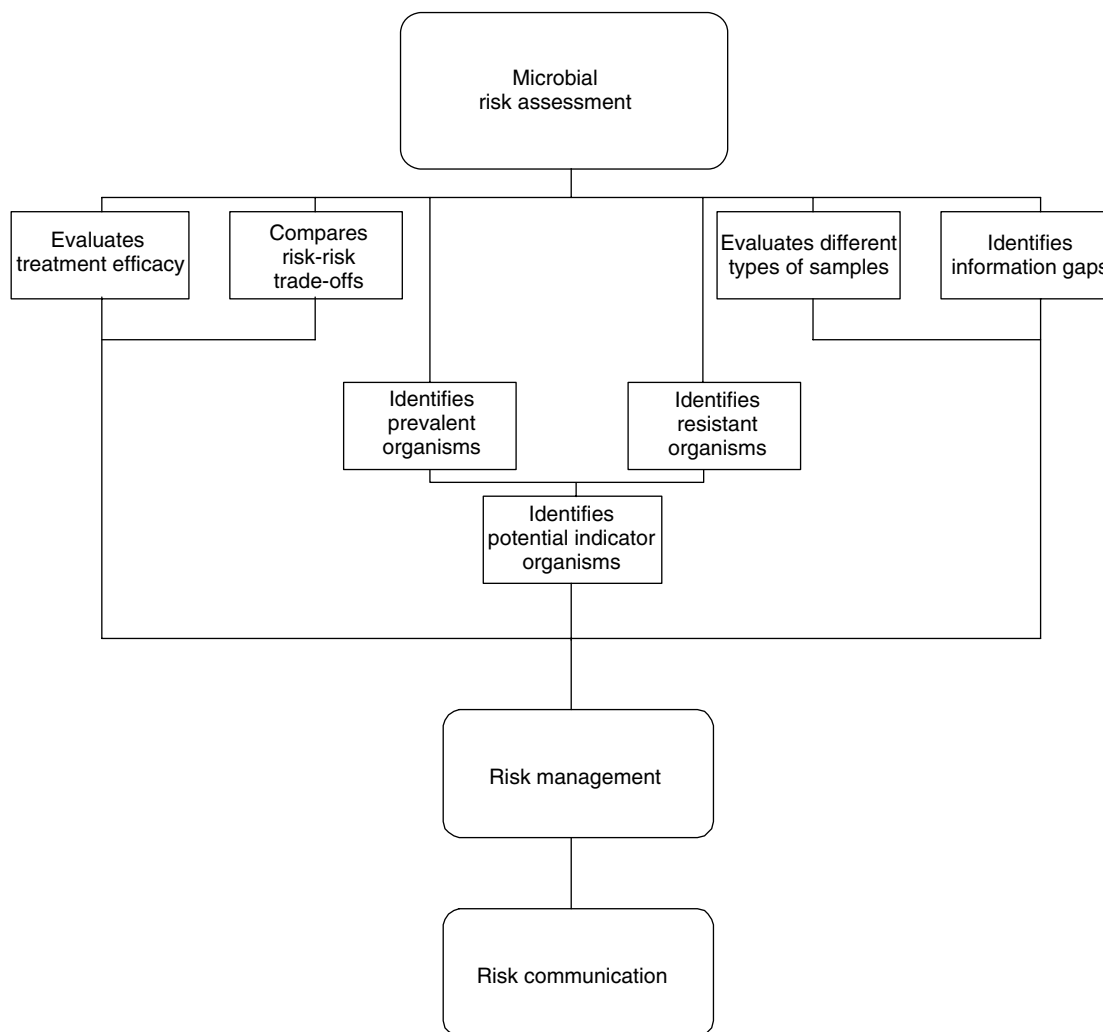 Microbial
risk assessment
Evaluates
treatment efficacy
Compares
risk-risk
trade-offs
Evaluates different
types of samples
Identifies
information gaps
Identifies
prevalent
organisms
Identifies
resistant
organisms
Identifies
potential indicator
organisms
Risk management
Risk communication